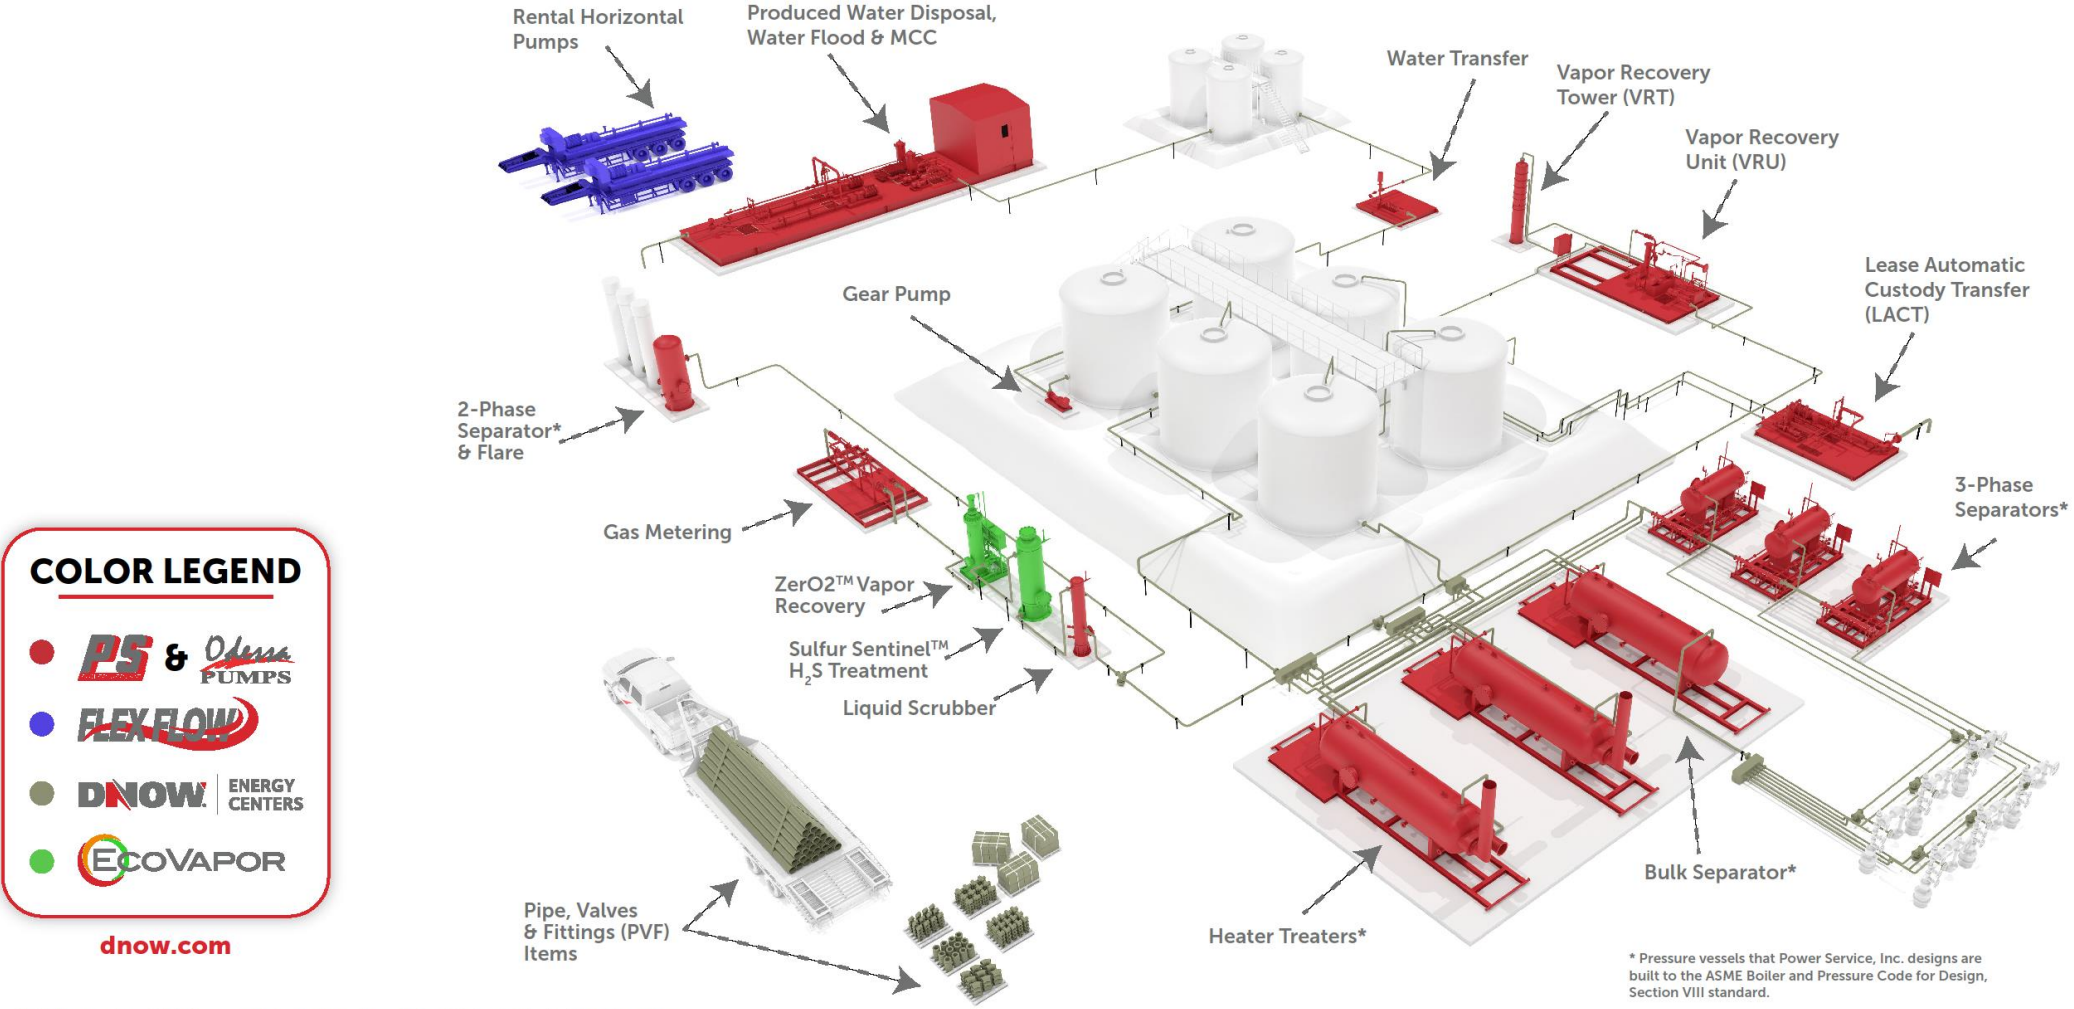 Rental Horizontal
Pumps
Produced Water Disposal,
Water Flood & MCC
Water Transfer
Vapor Recovery
Tower (VRT)
Vapor Recovery
Unit (VRU)
Lease Automatic
Custody Transfer
(LACT)
Gear Pump
2-Phase
Separator*
& Flare
Gas Metering
3-Phase
Separators*
ZerO2™ Vapor
Recovery
Sulfur Sentinel™
H2S Treatment
Liquid Scrubber
COLOR LEGEND
PS & Odessa
PUMPS
FLEX FLOW
DNOW ENERGY
CENTERS
ECOVAPOR
dnow.com
Pipe, Valves
& Fittings (PVF)
Items
Heater Treaters*
Bulk Separator*
* Pressure vessels that Power Service, Inc. designs are
built to the ASME Boiler and Pressure Code for Design,
Section VIII standard.